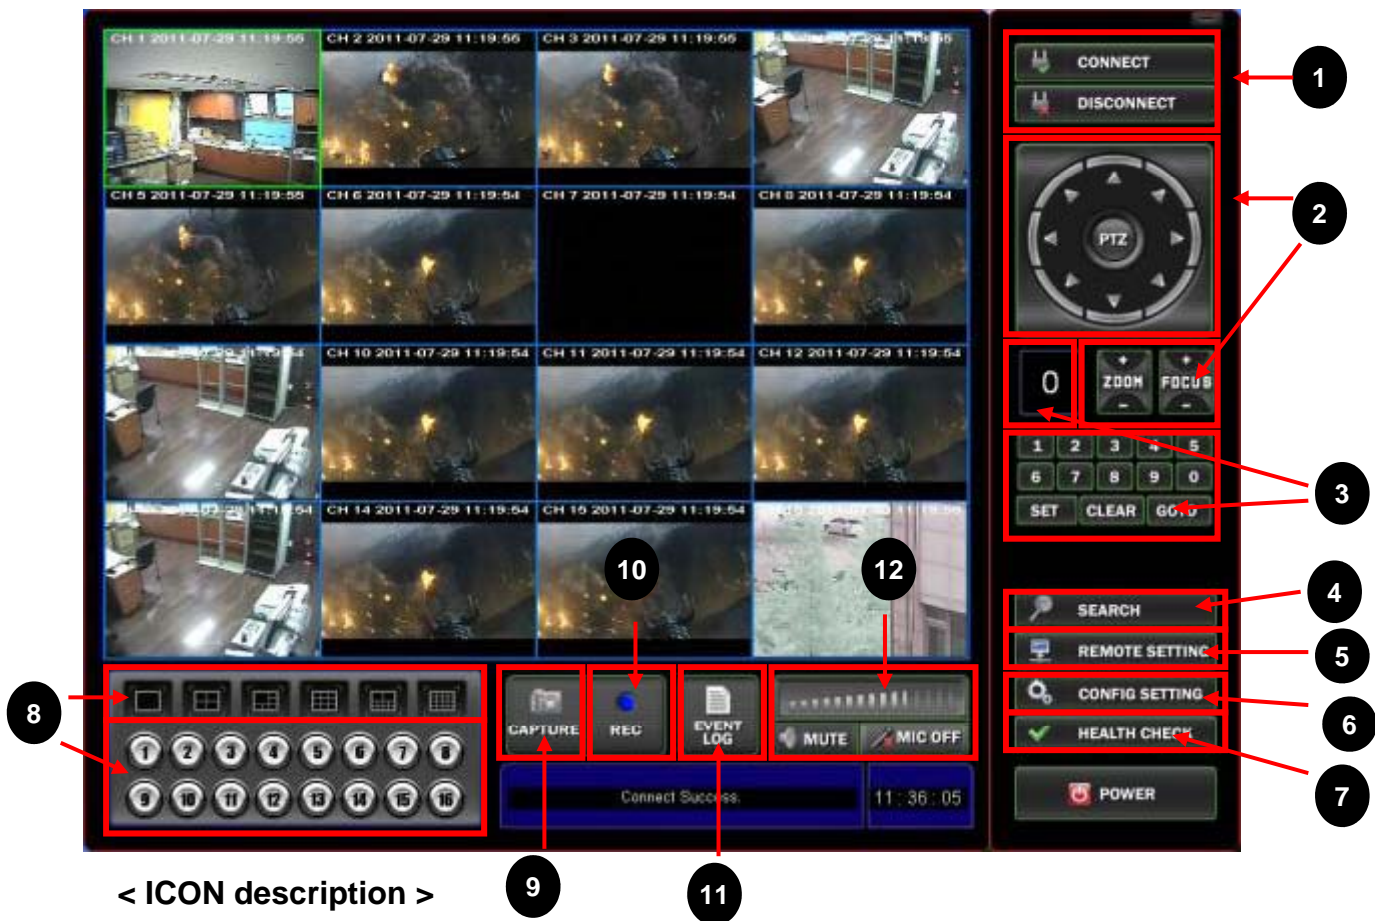 CH 1 2011-07-29 11:19:55
CH 2 2011-07-29 11:19:55
CH 3 2011-07-29 11:19:55
CH 5 2011-07-29 11:19:55
CH 6 2011-07-29 11:19:54
CH 7 2011-07-29 11:19:54
CH 8 2011-07-29 11:19:54
CH 10 2011-07-29 11:19:54
CH 11 2011-07-29 11:19:54
CH 12 2011-07-29 11:19:54
CH 14 2011-07-29 11:19:54
CH 15 2011-07-29 11:19:54
CONNECT
DISCONNECT
1
PTZ
2
0
+ +
ZOOM FOCUS
- -
1 2 3 4 5
6 7 8 9 0
SET CLEAR GOTO
3
SEARCH
4
REMOTE SETTING
5
CONFIG SETTING
6
HEALTH CHECK
7
POWER
10
12
8
1 2 3 4 5 6 7 8
9 10 11 12 13 14 15 16
CAPTURE
REC
EVENT
LOG
MUTE
MIC OFF
Connect Success.
11 : 36 : 05
9
11
< ICON description >